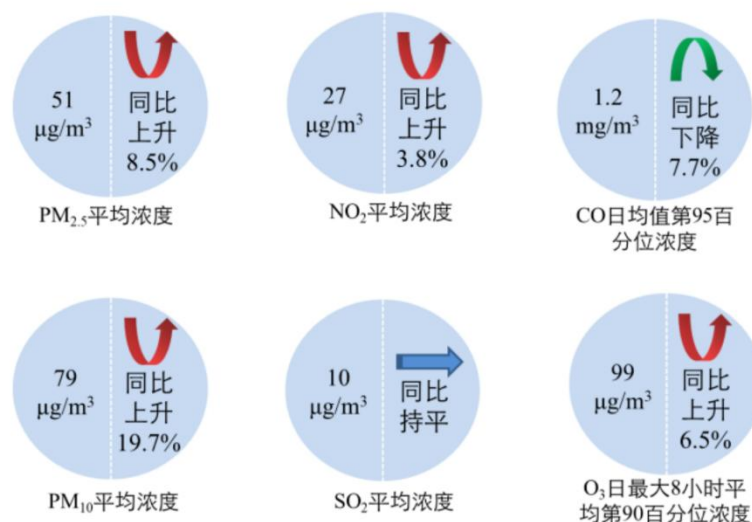 51
μg/m³
同比
上升
8.5%
PM₂.₅平均浓度
27
μg/m³
同比
上升
3.8%
NO₂平均浓度
1.2
mg/m³
同比
下降
7.7%
CO日均值第95百
分位浓度
79
μg/m³
同比
上升
19.7%
PM₁₀平均浓度
10
μg/m³
同比
持平
SO₂平均浓度
99
μg/m³
同比
上升
6.5%
O₃日最大8小时平
均第90百分位浓度